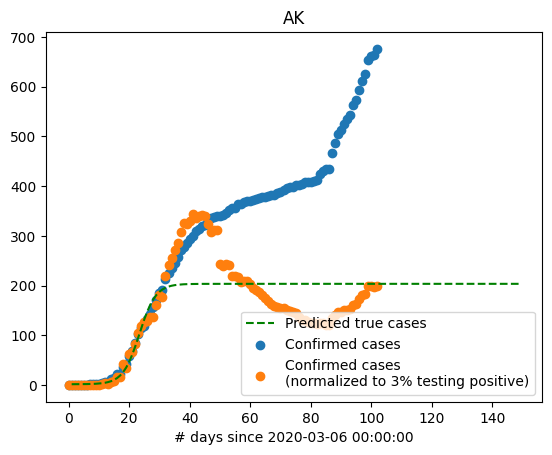 AK
700
600
500
400
300
200
100
0
Predicted true cases
Confirmed cases
Confirmed cases
(normalized to 3% testing positive)
0 20 40 60 80 100 120 140
# days since 2020-03-06 00:00:00